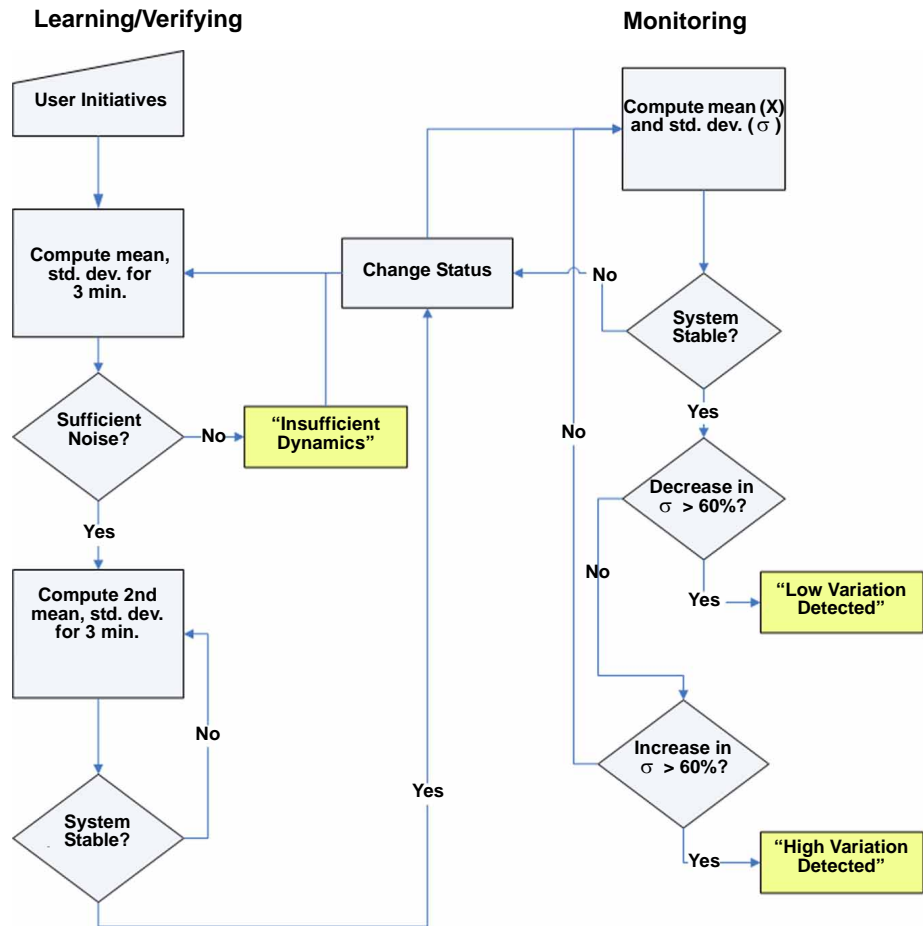 Learning/Verifying
Monitoring
User Initiatives
Compute mean (X)
and std. dev. ( σ )
Compute mean,
std. dev. for
3 min.
Change Status
No
System
Stable?
Sufficient
Noise?
No
“Insufficient
Dynamics”
No
Yes
Decrease in
σ > 60%?
Yes
No
Yes
“Low Variation
Detected”
Compute 2nd
mean, std. dev.
for 3 min.
No
Increase in
σ > 60%?
Yes
System
Stable?
Yes
“High Variation
Detected”